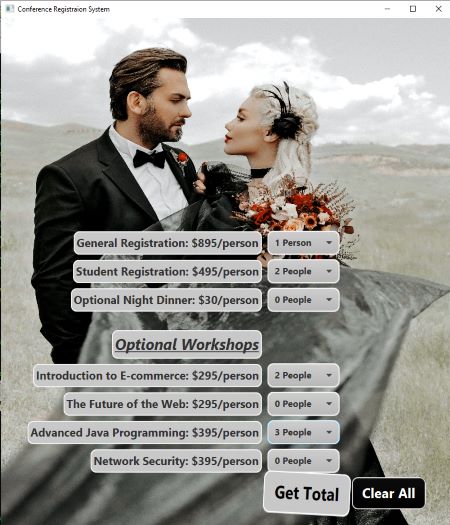 Conference Registraion System
General Registration: $895/person 1 Person
Student Registration: $495/person 2 People
Optional Night Dinner: $30/person 0 People
Optional Workshops
Introduction to E-commerce: $295/person 2 People
The Future of the Web: $295/person 0 People
Advanced Java Programming: $395/person 3 People
Network Security: $395/person 0 People
Get Total Clear All